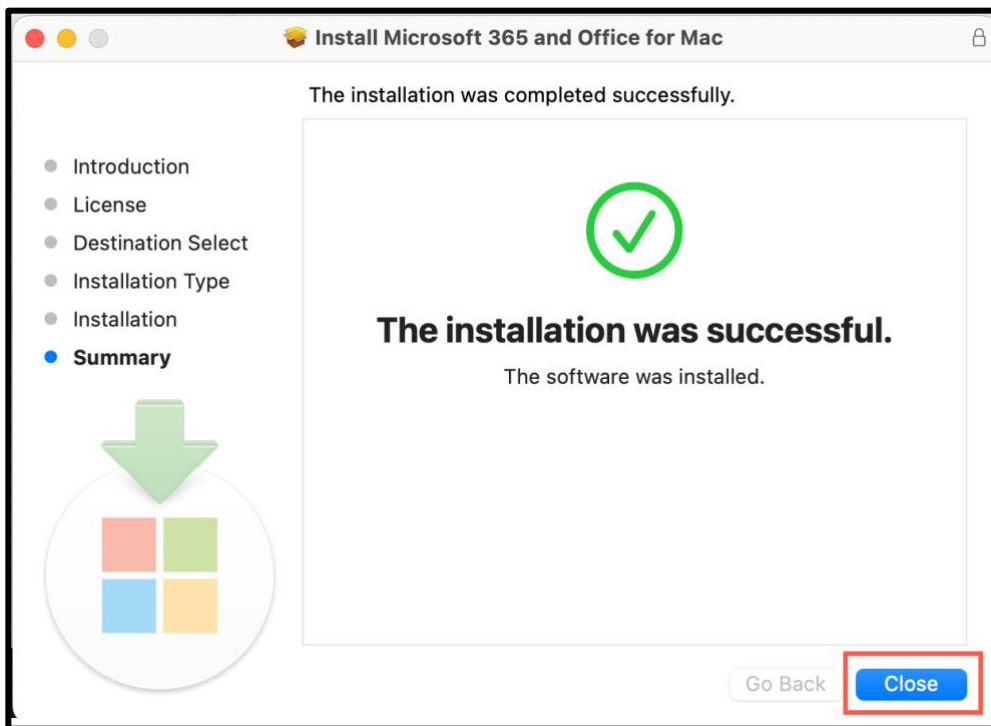 Install Microsoft 365 and Office for Mac
The installation was completed successfully.
Introduction
License
Destination Select
Installation Type
Installation
Summary
The installation was successful.
The software was installed.
Go Back
Close